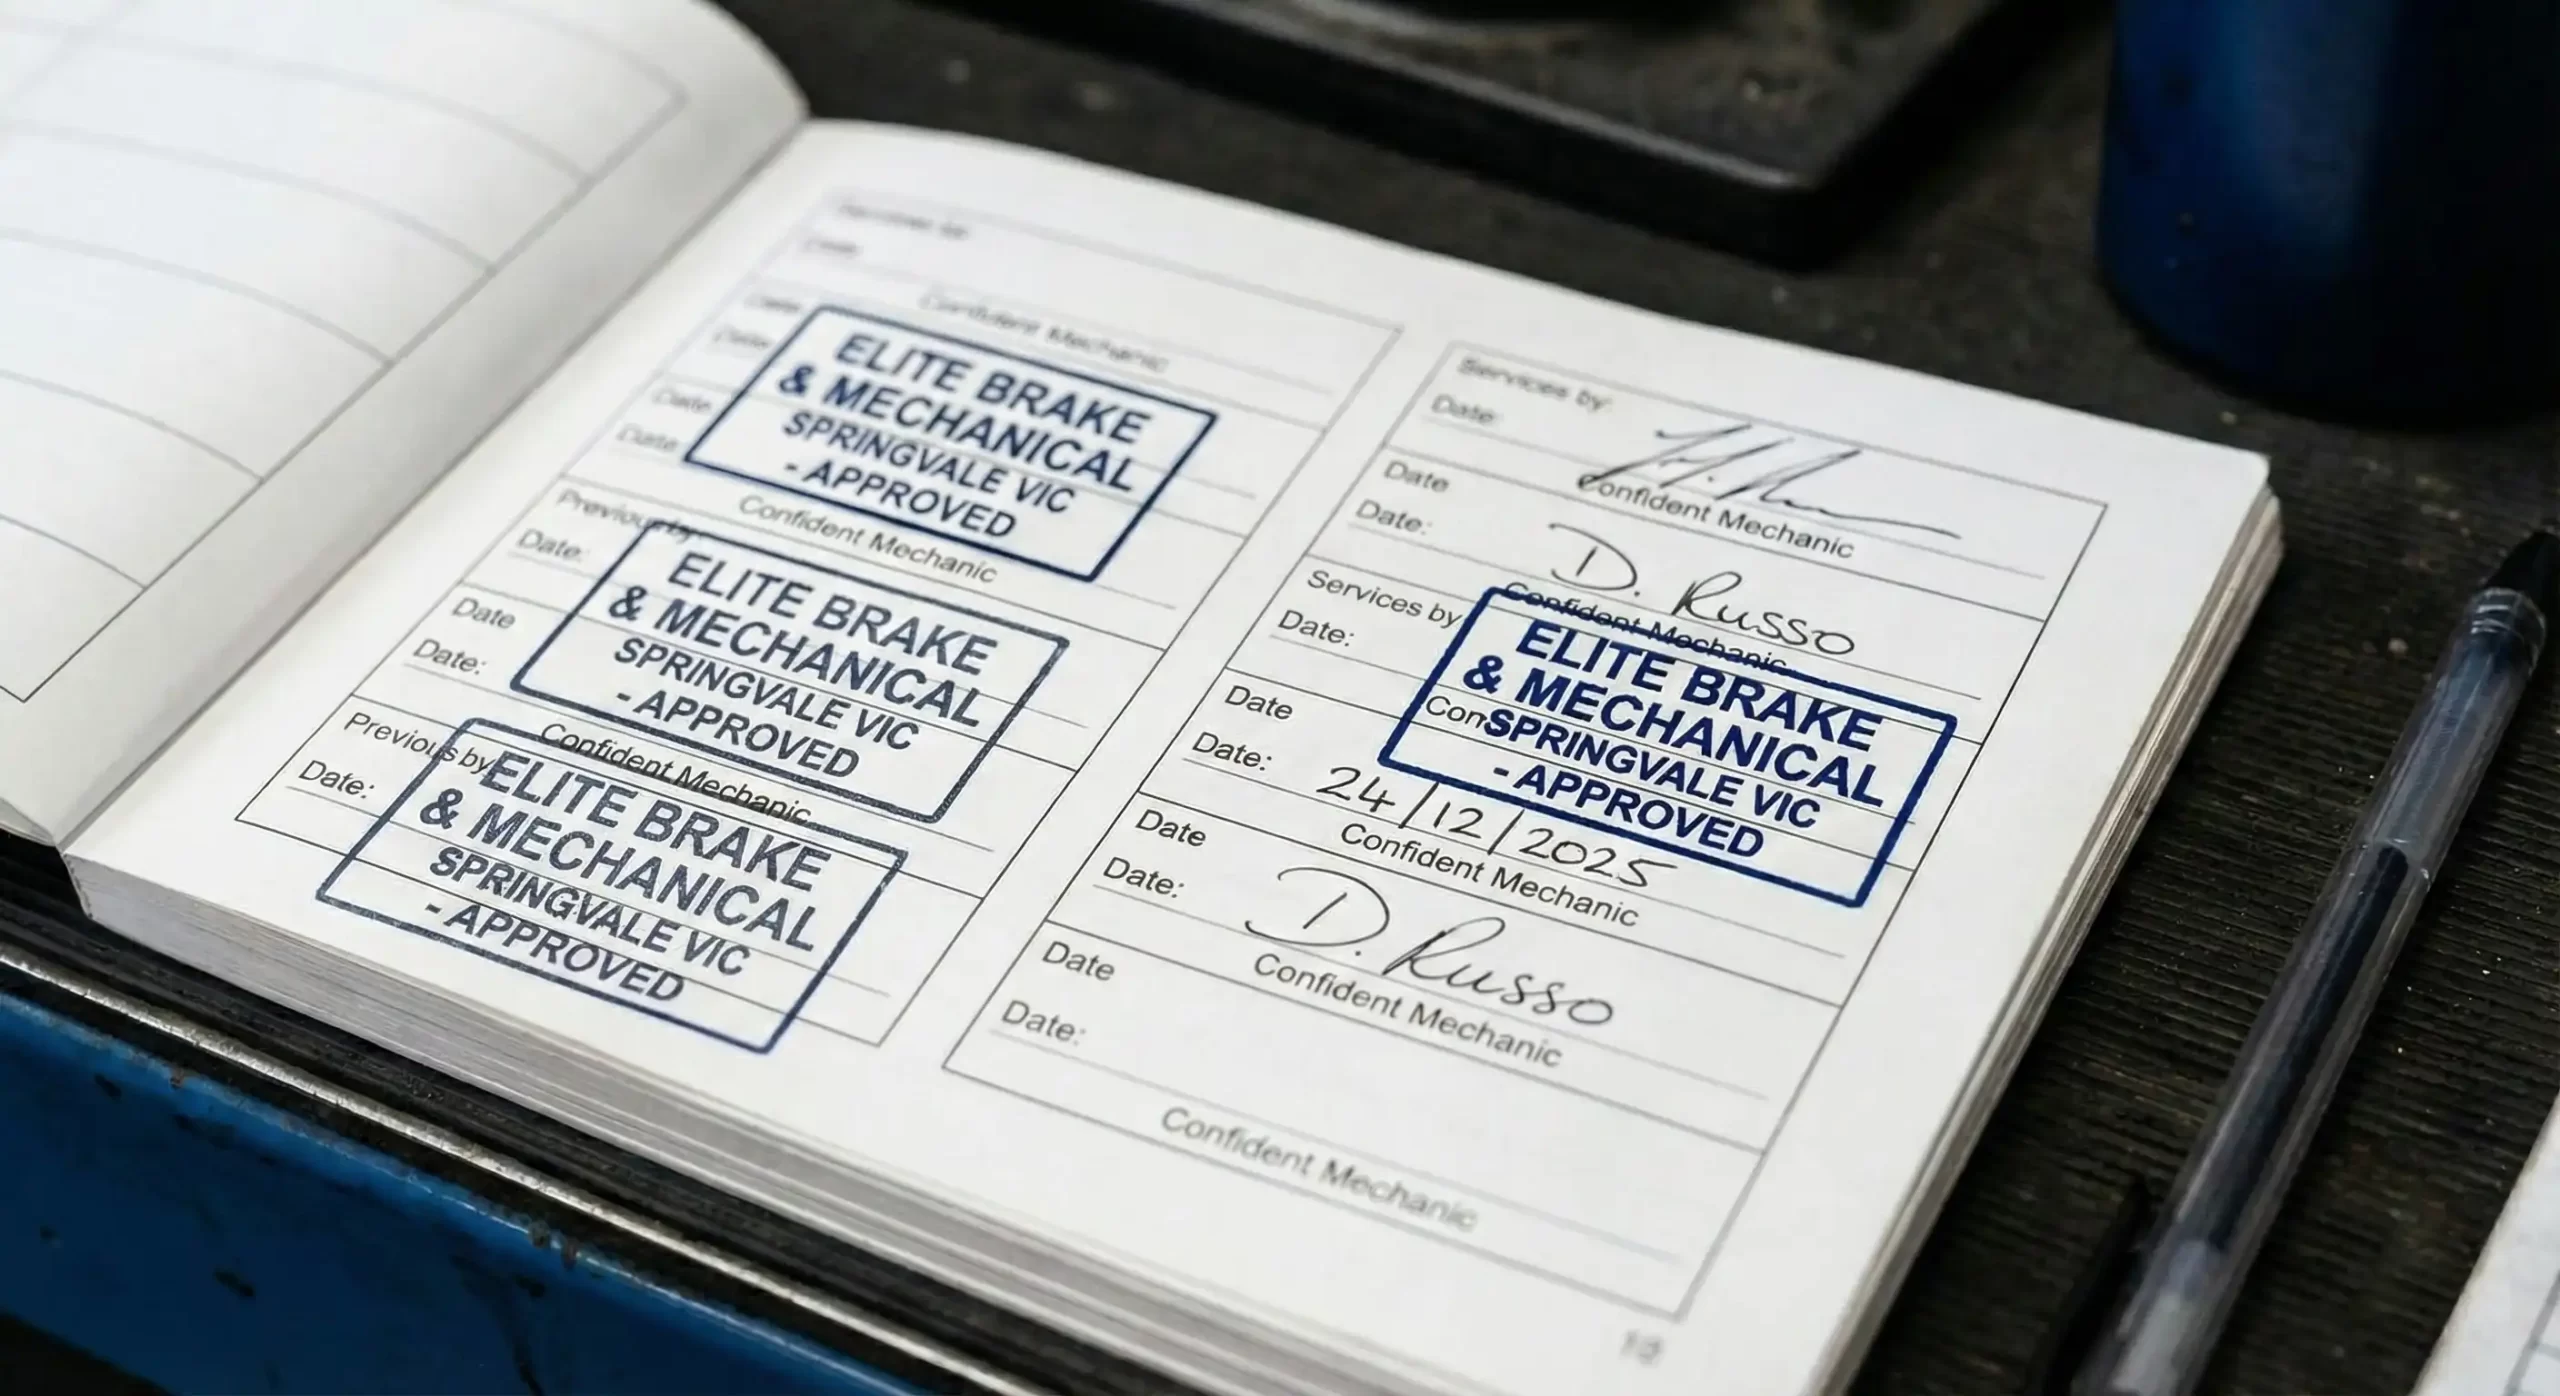 Services by:
Date:
Confident Mechanic
Date:
Date:
Date:
Date:
ELITE BRAKE
& MECHANICAL
SPRINGVALE VIC
- APPROVED
Confident Mechanic
Previous by:
Date:
ELITE BRAKE
& MECHANICAL
SPRINGVALE VIC
- APPROVED
Date
Date:
Confident Mechanic
Previous by
Date:
ELITE BRAKE
& MECHANICAL
SPRINGVALE VIC
- APPROVED
Services by:
Date:
Confident Mechanic
Date
Date:
D. Russo
Confident Mechanic
Services by
Date:
ELITE BRAKE
& MECHANICAL
SPRINGVALE VIC
- APPROVED
Date
Date:
24/12/2025
Confident Mechanic
Date
Date:
D. Russo
Confident Mechanic
Date
Date:
Confident Mechanic